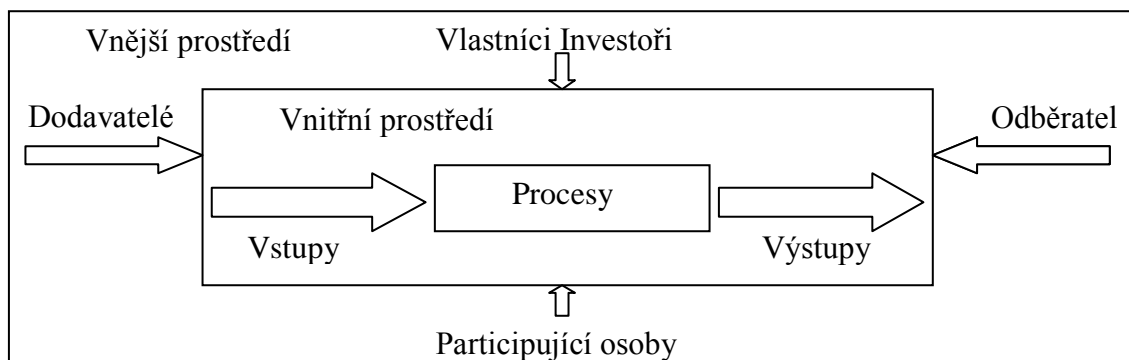 Vnější prostředí
Vlastníci Investoři
Dodavatelé
Vnitřní prostředí
Odběratel
Procesy
Vstupy
Výstupy
Participující osoby